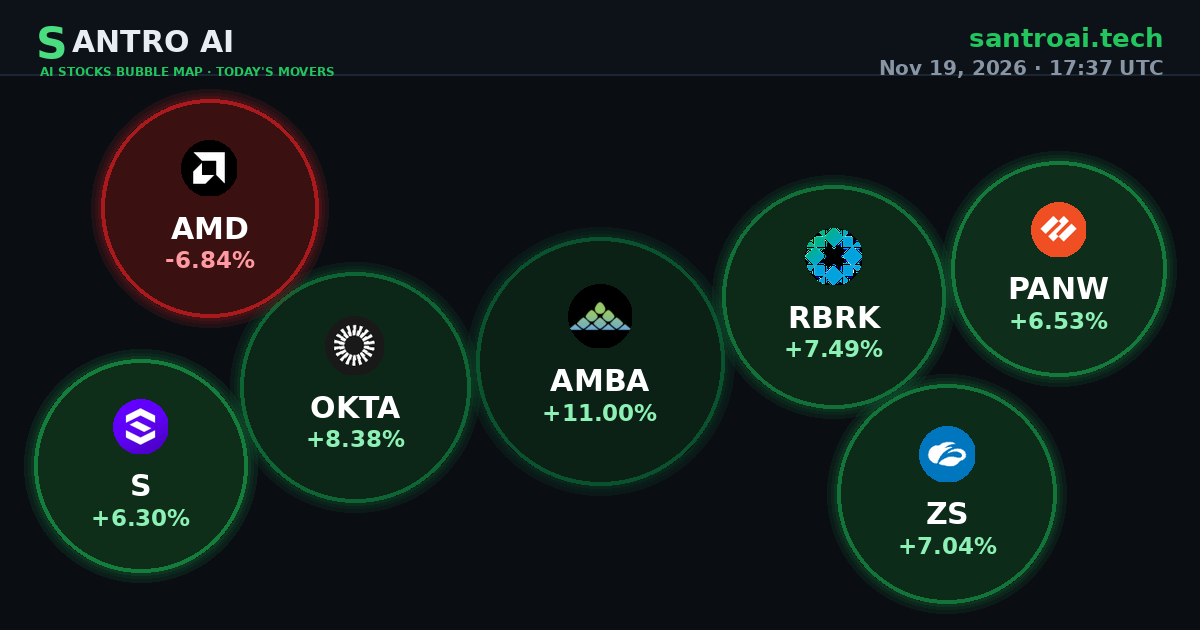 S ANTRO AI
AI STOCKS BUBBLE MAP · TODAY'S MOVERS
santroai.tech
Nov 19, 2026 · 17:37 UTC
AMD
-6.84%
S
+6.30%
OKTA
+8.38%
AMBA
+11.00%
RBRK
+7.49%
PANW
+6.53%
ZS
+7.04%